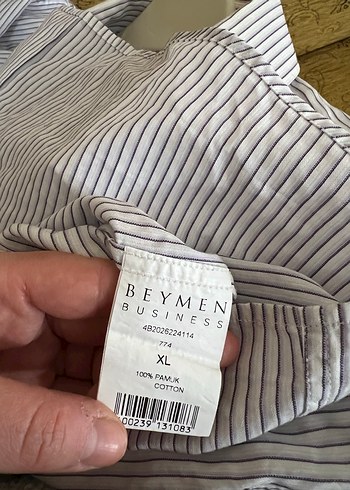 BEYMEN
BUSINESS
4B2026224114
774
XL
100% PAMUK
COTTON
00239 131083